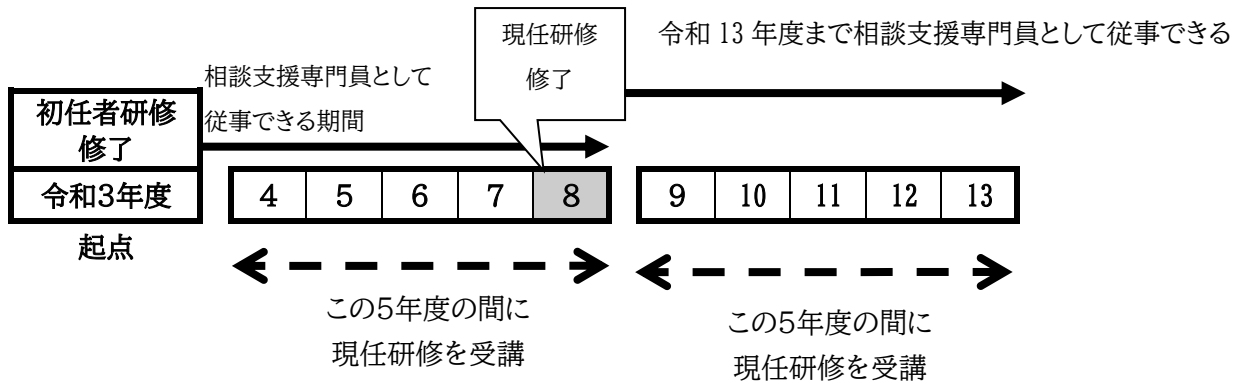 現任研修
修了
令和 13 年度まで相談支援専門員として従事できる
相談支援専門員として
従事できる期間
初任者研修
修了
令和3年度
4 5 6 7 8 9 10 11 12 13
起点
この5年度の間に
現任研修を受講
この5年度の間に
現任研修を受講